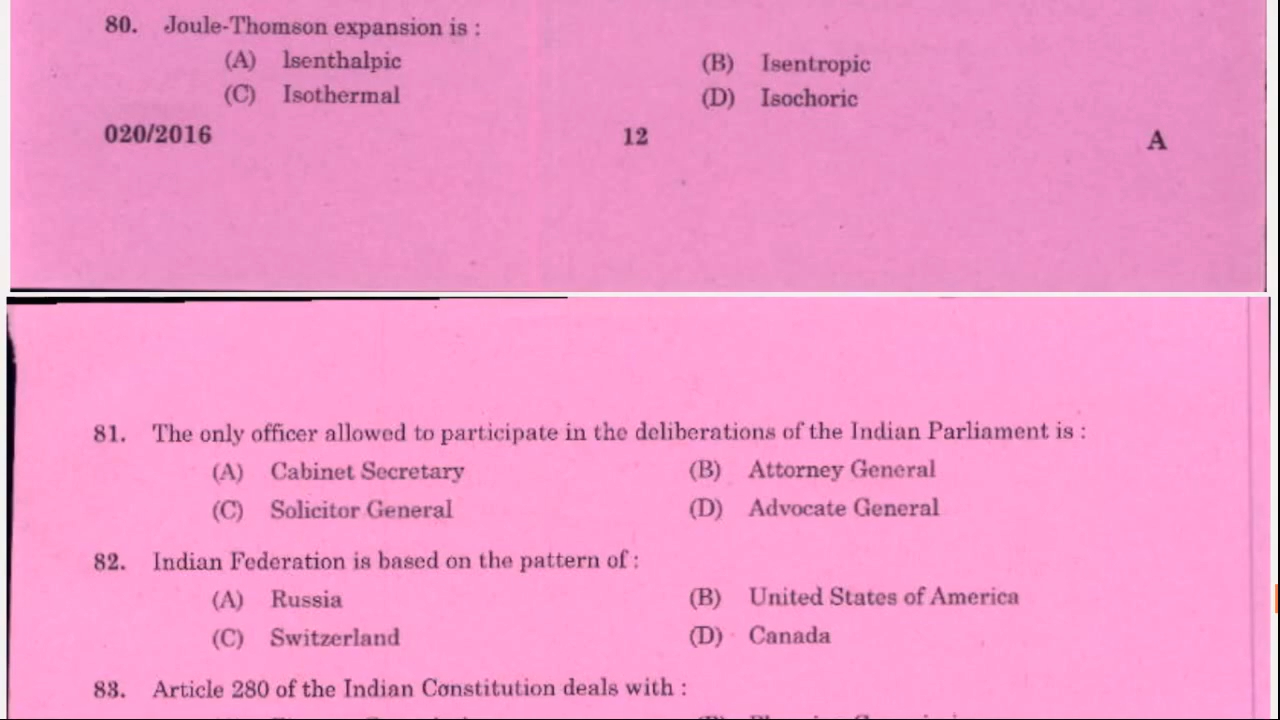 80. Joule-Thomson expansion is :
(A) lsenthalpic (B) Isentropic
(C) Isothermal (D) Isochoric
020/2016 12 A
81. The only officer allowed to participate in the deliberations of the Indian Parliament is :
(A) Cabinet Secretary (B) Attorney General
(C) Solicitor General (D) Advocate General
82. Indian Federation is based on the pattern of :
(A) Russia (B) United States of America
(C) Switzerland (D) Canada
83. Article 280 of the Indian Constitution deals with :